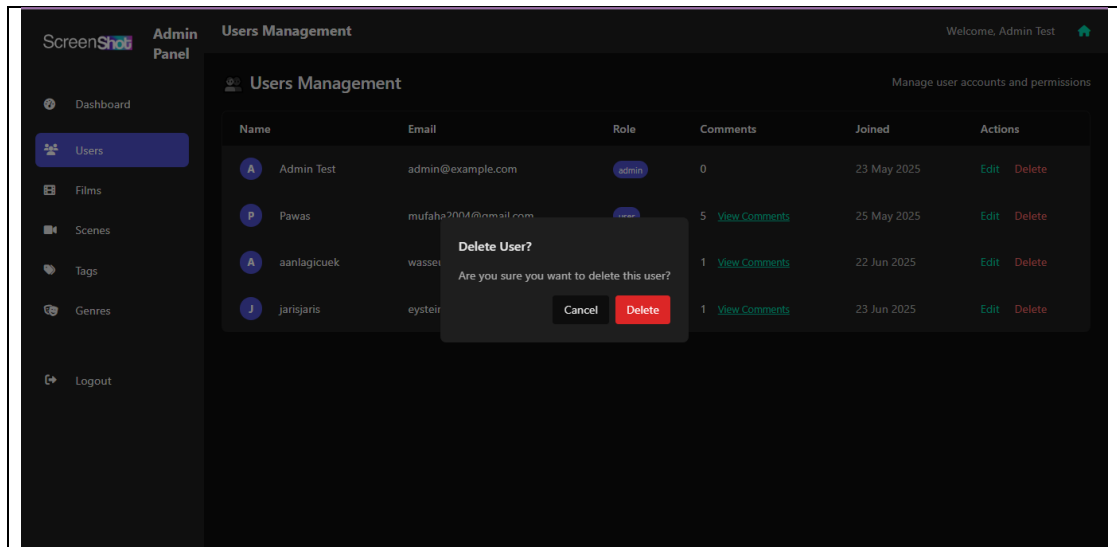 ScreenShot Admin Panel
Users Management
Welcome, Admin Test
Dashboard
Users
Films
Scenes
Tags
Genres
Logout
Users Management
Manage user accounts and permissions
Name Email Role Comments Joined Actions
A Admin Test admin@example.com admin 0 23 May 2025 Edit Delete
P Pawas mufaha2004@gmail.com user 5 View Comments 25 May 2025 Edit Delete
A aanlagicuek 1 View Comments 22 Jun 2025 Edit Delete
J jarisjaris 1 View Comments 23 Jun 2025 Edit Delete
Delete User?
Are you sure you want to delete this user?
Cancel Delete